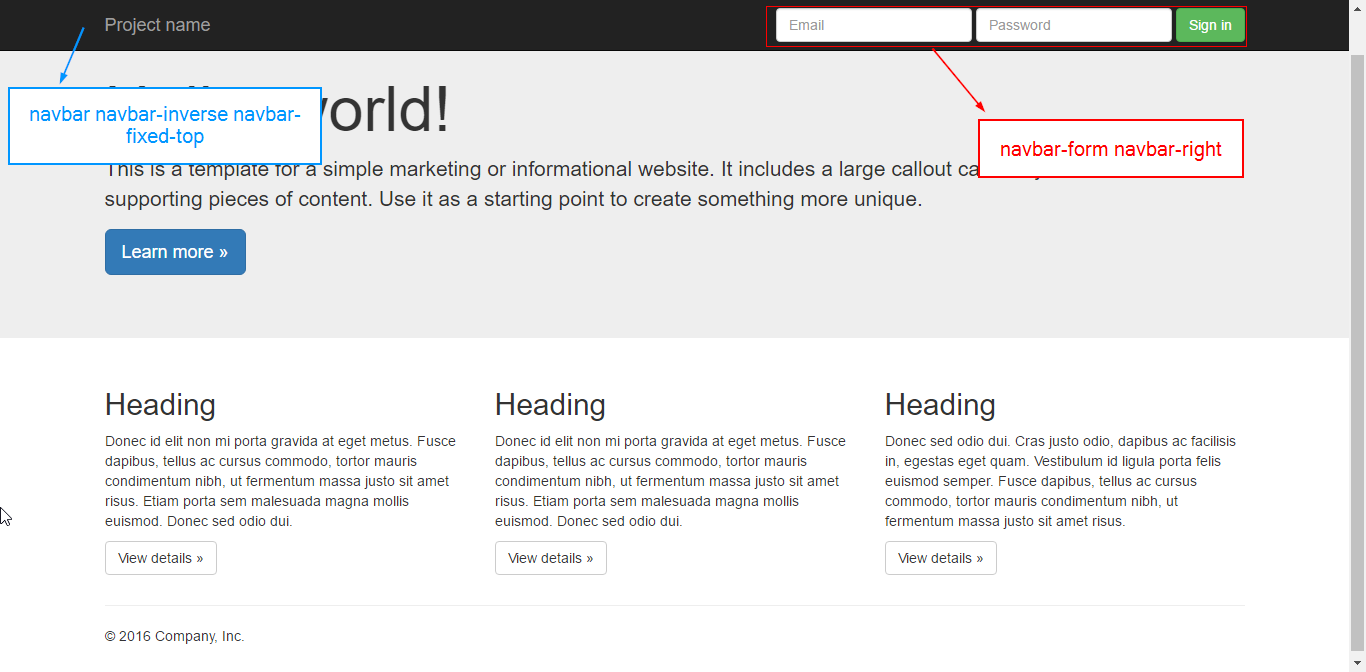 Project name
Email
Password
Sign in
navbar navbar-inverse navbar-
fixed-top
orld!
navbar-form navbar-right
This is a template for a simple marketing or informational website. It includes a large callout
supporting pieces of content. Use it as a starting point to create something more unique.
Learn more »
Heading
Donec id elit non mi porta gravida at eget metus. Fusce
dapibus, tellus ac cursus commodo, tortor mauris
condimentum nibh, ut fermentum massa justo sit amet
risus. Etiam porta sem malesuada magna mollis
euismod. Donec sed odio dui.
View details »
Heading
Donec id elit non mi porta gravida at eget metus. Fusce
dapibus, tellus ac cursus commodo, tortor mauris
condimentum nibh, ut fermentum massa justo sit amet
risus. Etiam porta sem malesuada magna mollis
euismod. Donec sed odio dui.
View details »
Heading
Donec sed odio dui. Cras justo odio, dapibus ac facilisis
in, egestas eget quam. Vestibulum id ligula porta felis
euismod semper. Fusce dapibus, tellus ac cursus
commodo, tortor mauris condimentum nibh, ut
fermentum massa justo sit amet risus.
View details »
© 2016 Company, Inc.